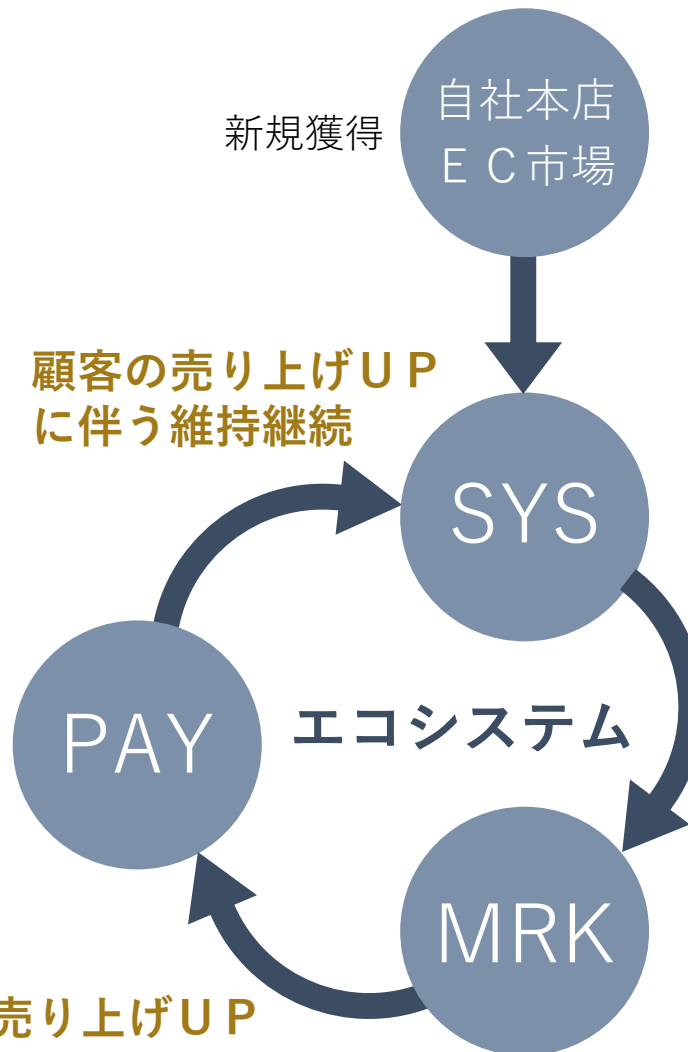 新規獲得
自社本店
ＥＣ市場
顧客の売り上げＵＰ
に伴う維持継続
SYS
PAY
エコシステム
MRK
売り上げＵＰ